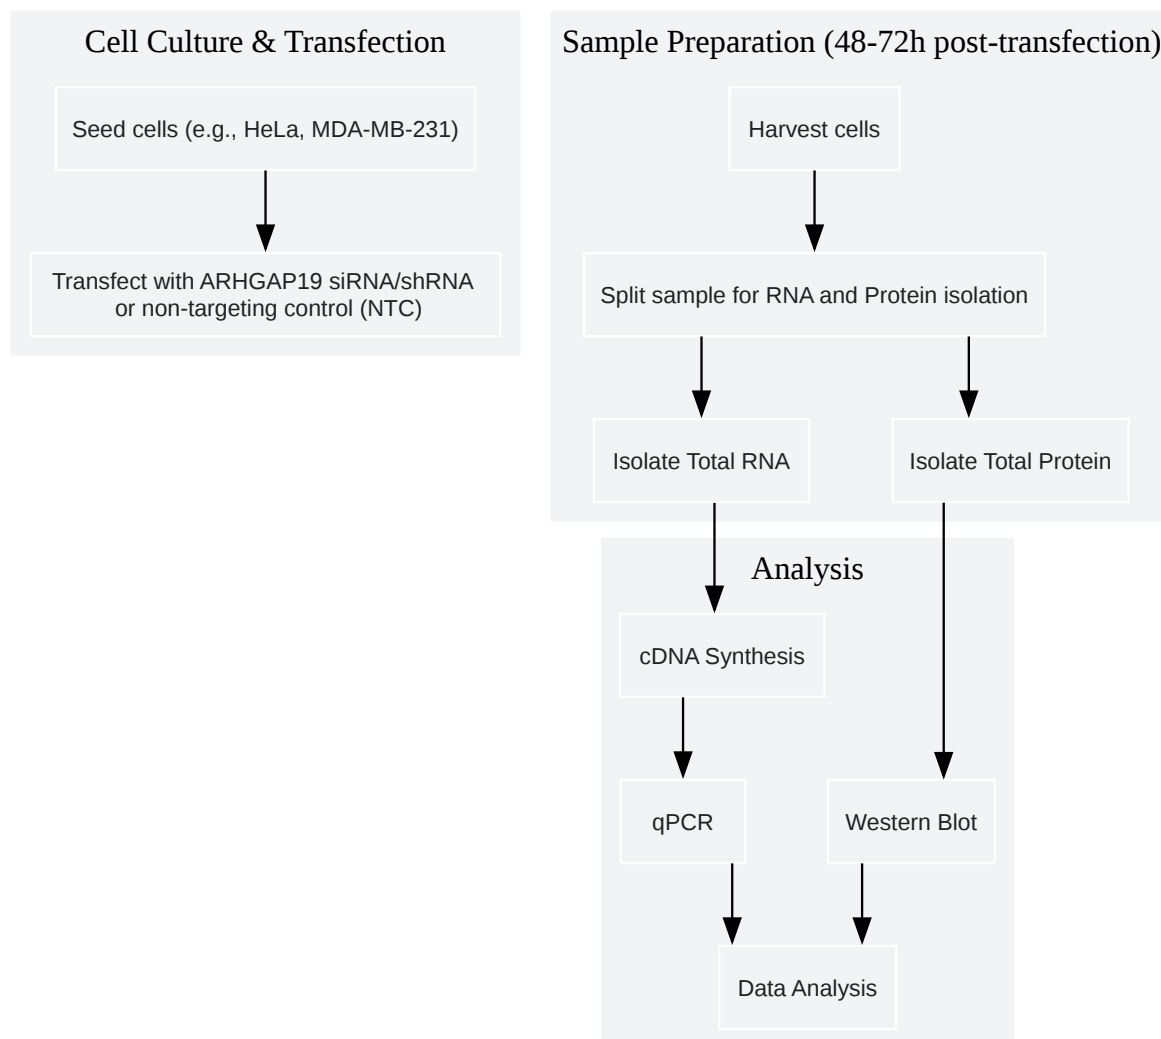 Cell Culture & Transfection
Seed cells (e.g., HeLa, MDA-MB-231)
Transfect with ARHGAP19 siRNA/shRNA
or non-targeting control (NTC)
Sample Preparation (48-72h post-transfection)
Harvest cells
Split sample for RNA and Protein isolation
Isolate Total RNA
Isolate Total Protein
Analysis
cDNA Synthesis
qPCR
Western Blot
Data Analysis